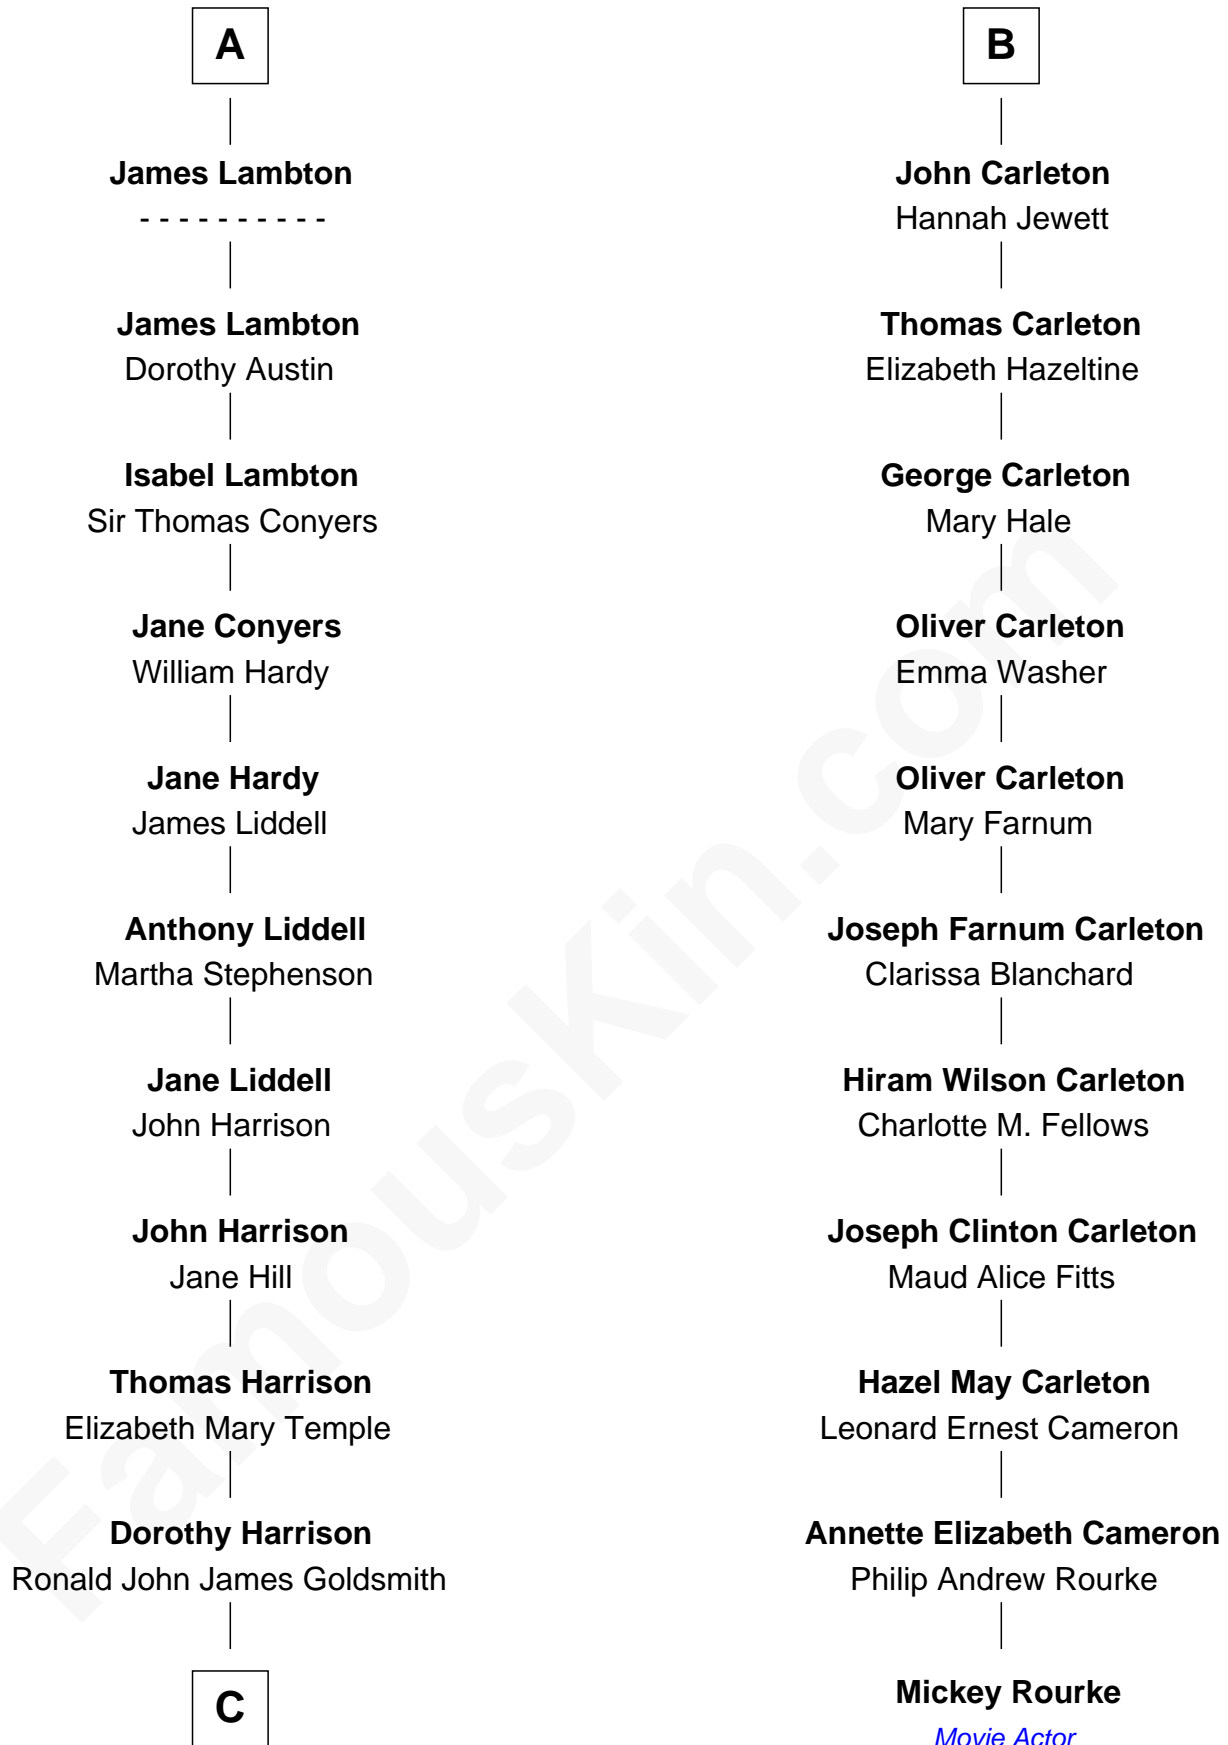 A
James Lambton
- - - - - - - - - -
James Lambton
Dorothy Austin
Isabel Lambton
Sir Thomas Conyers
Jane Conyers
William Hardy
Jane Hardy
James Liddell
Anthony Liddell
Martha Stephenson
Jane Liddell
John Harrison
John Harrison
Jane Hill
Thomas Harrison
Elizabeth Mary Temple
Dorothy Harrison
Ronald John James Goldsmith
C
B
John Carleton
Hannah Jewett
Thomas Carleton
Elizabeth Hazeltine
George Carleton
Mary Hale
Oliver Carleton
Emma Washer
Oliver Carleton
Mary Farnum
Joseph Farnum Carleton
Clarissa Blanchard
Hiram Wilson Carleton
Charlotte M. Fellows
Joseph Clinton Carleton
Maud Alice Fitts
Hazel May Carleton
Leonard Ernest Cameron
Annette Elizabeth Cameron
Philip Andrew Rourke
Mickey Rourke
Movie Actor
FamousKin.com